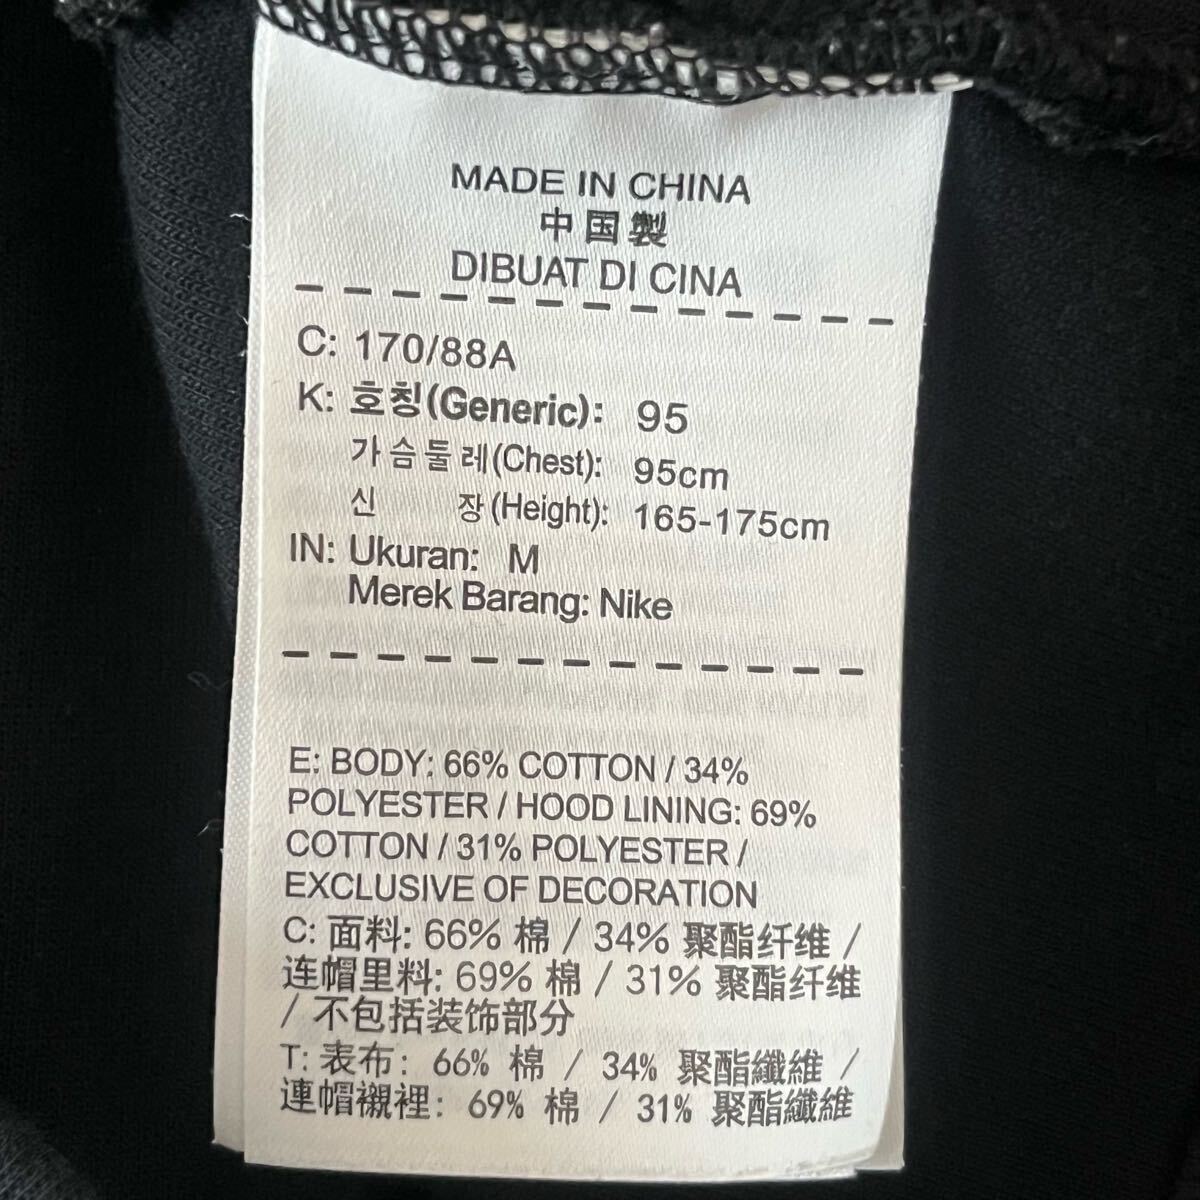 MADE IN CHINA
中国製
DIBUAT DI CINA
C: 170/88A
K: 호칭(Generic): 95
가슴둘레(Chest): 95cm
신 장(Height): 165-175cm
IN: Ukuran: M
Merek Barang: Nike
E: BODY: 66% COTTON / 34%
POLYESTER / HOOD LINING: 69%
COTTON / 31% POLYESTER /
EXCLUSIVE OF DECORATION
C: 面料: 66% 棉 / 34% 聚酯纤维 /
连帽里料: 69% 棉 / 31% 聚酯纤维
/ 不包括装饰部分
T: 表布: 66% 棉 / 34% 聚酯纖維 /
連帽襯裡: 69% 棉 / 31% 聚酯纖維